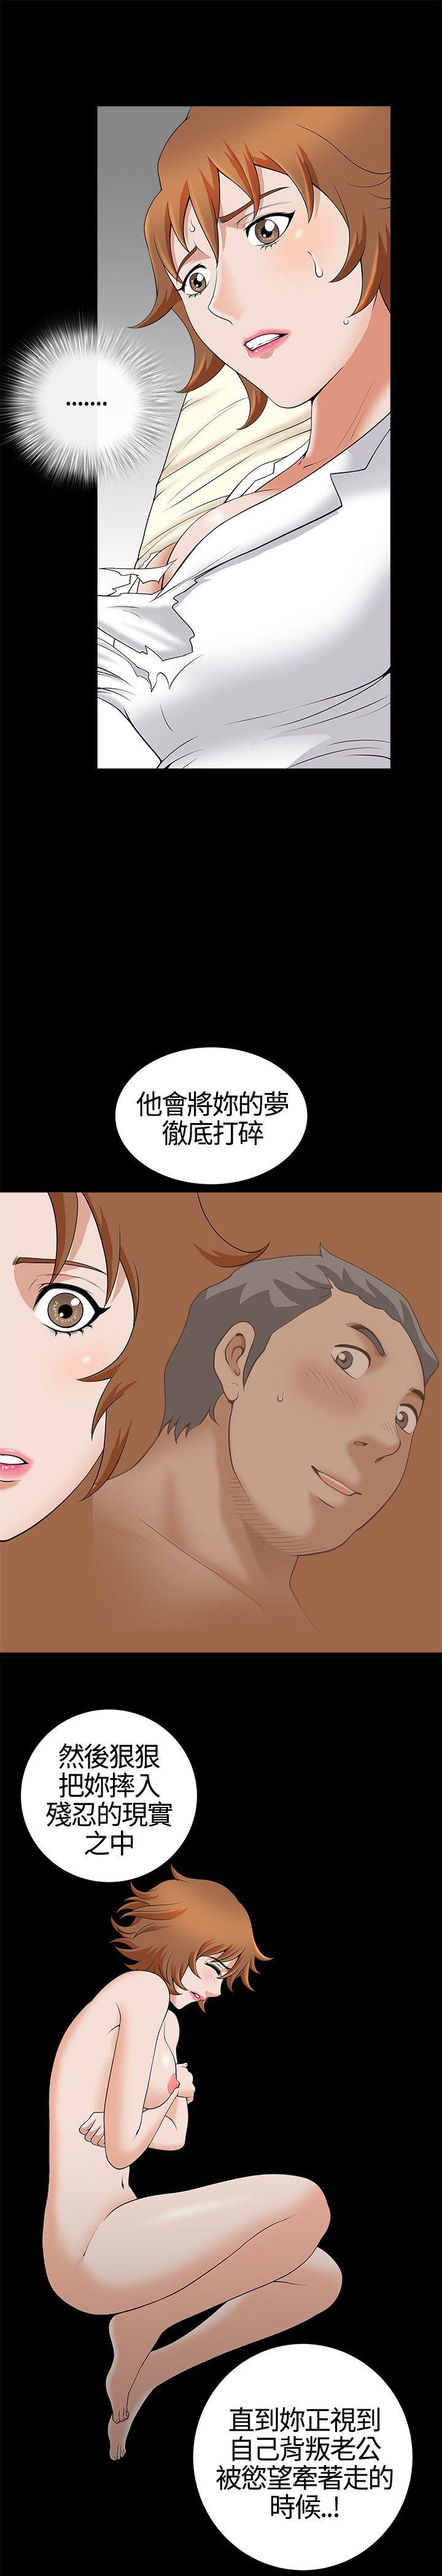 .......
他會將妳的夢
徹底打碎
然後狠狠
把妳摔入
殘忍的現實
之中
直到妳正視到
自己背叛老公
被慾望牽著走的
時候..!